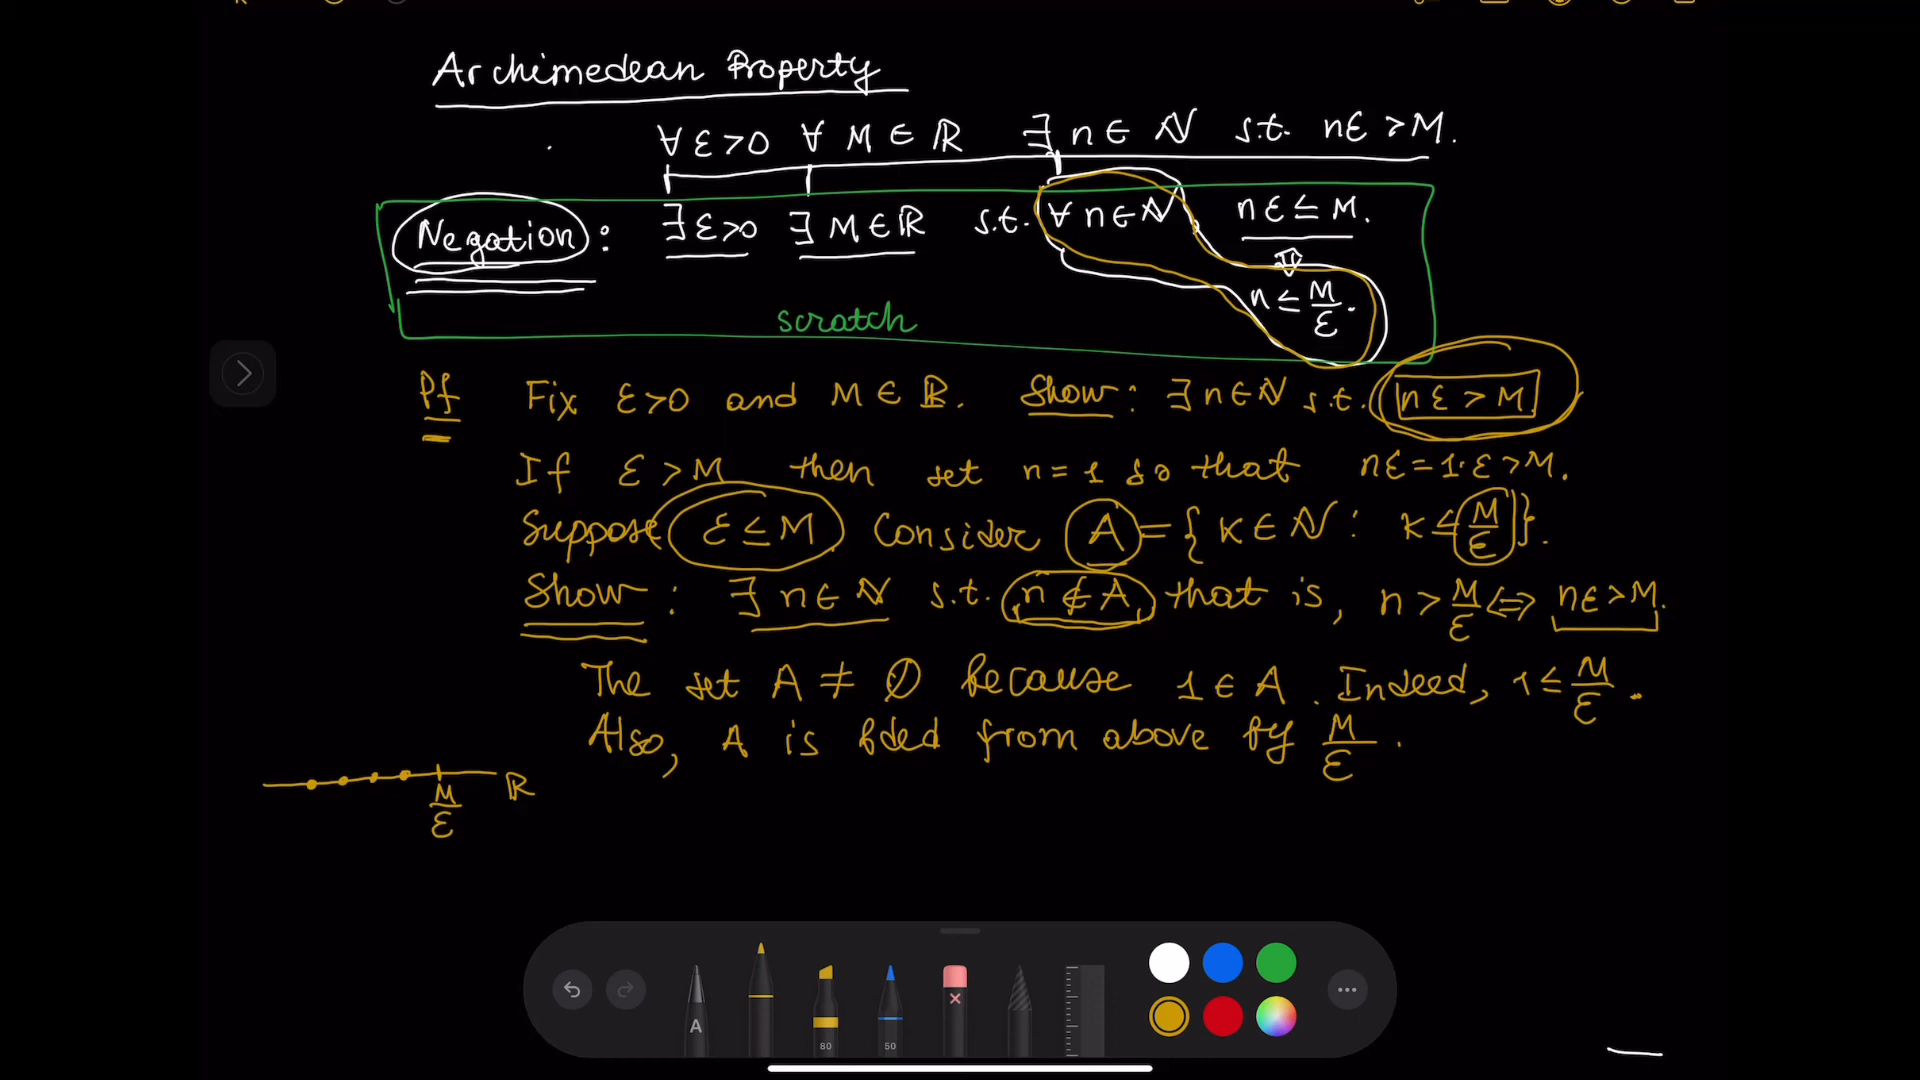 Archimedean Property
∀ ε>0 ∀ M ∈ ℝ ∃ n ∈ ℕ s.t. nε > M.
Negation: ∃ ε>0 ∃ M ∈ ℝ s.t. ∀ n ∈ ℕ nε ≤ M.
⇕
n ≤ M/ε.
scratch
Pf Fix ε>0 and M ∈ ℝ. Show: ∃ n ∈ ℕ s.t. nε > M.
If ε > M then set n = 1 so that nε = 1·ε > M.
Suppose ε ≤ M Consider A = { k ∈ ℕ : k ≤ M/ε }.
Show: ∃ n ∈ ℕ s.t. n ∉ A, that is, n > M/ε ⟺ nε > M.
The set A ≠ ∅ because 1 ∈ A. Indeed, 1 ≤ M/ε.
Also, A is bded from above by M/ε.
M/ε ℝ
A
80
50